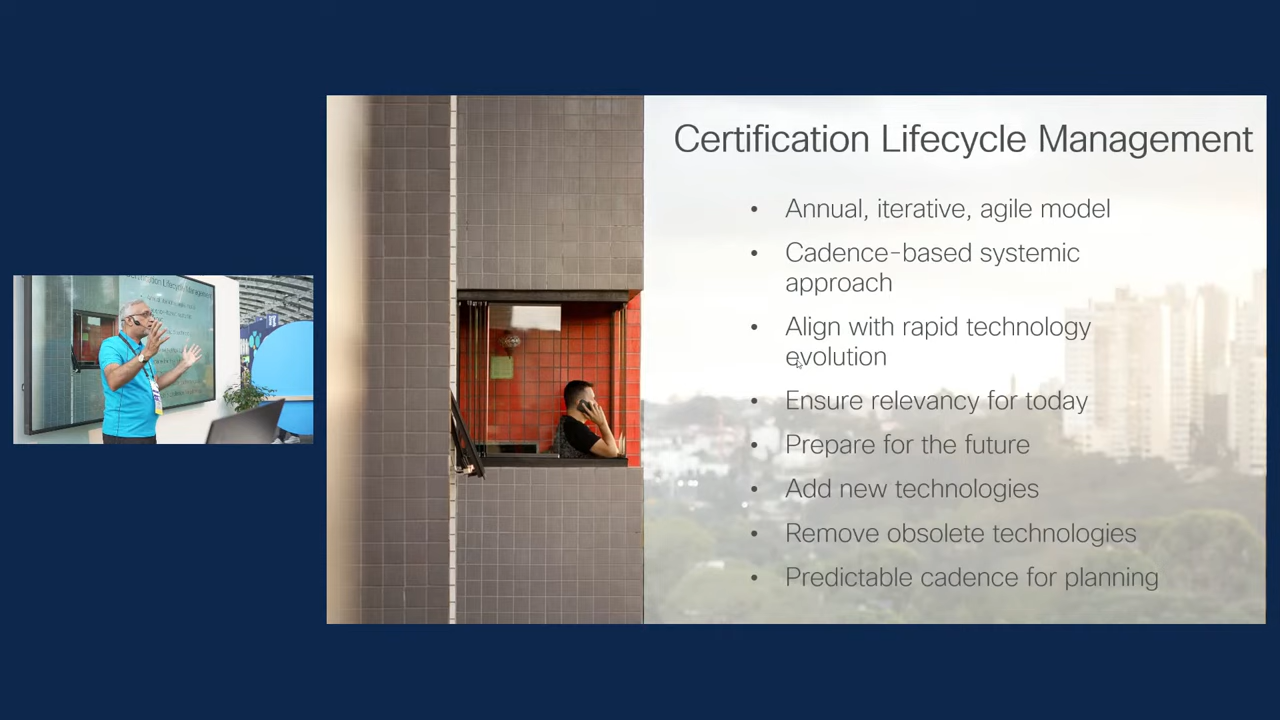 Certification Lifecycle Management
• Annual, iterative, agile model
• Cadence-based systemic
approach
• Align with rapid technology
evolution
• Ensure relevancy for today
• Prepare for the future
• Add new technologies
• Remove obsolete technologies
• Predictable cadence for planning